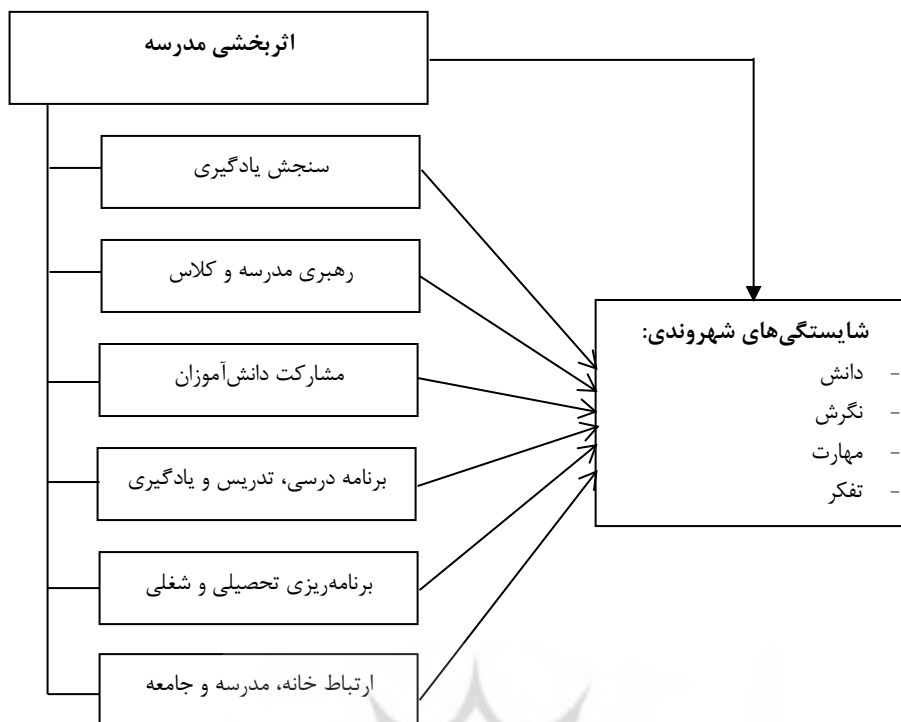 اثربخشی مدرسه
سنجش یادگیری
رهبری مدرسه و کلاس
مشارکت دانش‌آموزان
برنامه درسی، تدریس و یادگیری
برنامه‌ریزی تحصیلی و شغلی
ارتباط خانه، مدرسه و جامعه
شایستگی‌های شهروندی:
- دانش
- نگرش
- مهارت
- تفکر